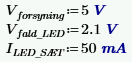 V_forsyning := 5 V
V_fald_LED := 2.1 V
I_LED_SÆT := 50 mA